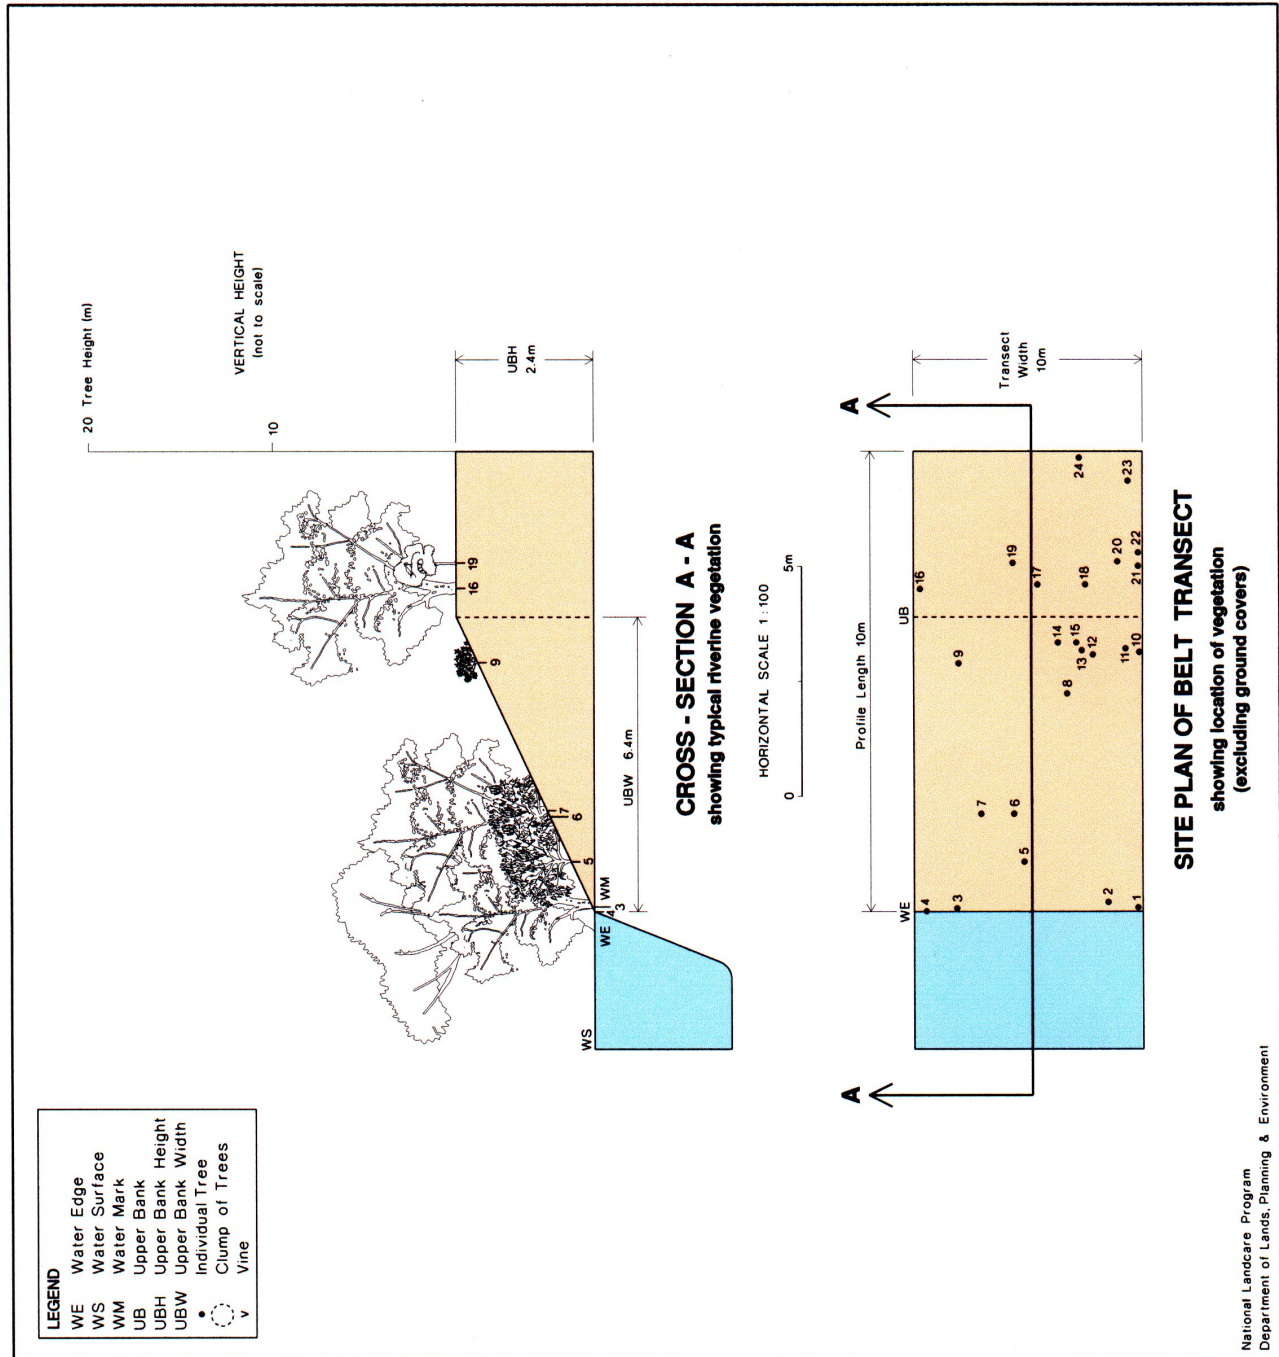 LEGEND
WE Water Edge
WS Water Surface
WM Water Mark
UB Upper Bank
UBH Upper Bank Height
UBW Upper Bank Width
• Individual Tree
Clump of Trees
v Vine
20 Tree Height (m)
10
VERTICAL HEIGHT
(not to scale)
UBH
2.4m
WS
WE
4
3
WM
5
6
7
9
16
19
UBW 6.4m
CROSS - SECTION A - A
showing typical riverine vegetation
HORIZONTAL SCALE 1 : 100
0
5m
A
A
Profile Length 10m
WE
UB
Transect
Width
10m
4
3
5
7
6
2
1
9
8
14
15
13
12
11
10
16
19
17
18
20
21
22
24
23
SITE PLAN OF BELT TRANSECT
showing location of vegetation
(excluding ground covers)
National Landcare Program
Department of Lands, Planning & Environment